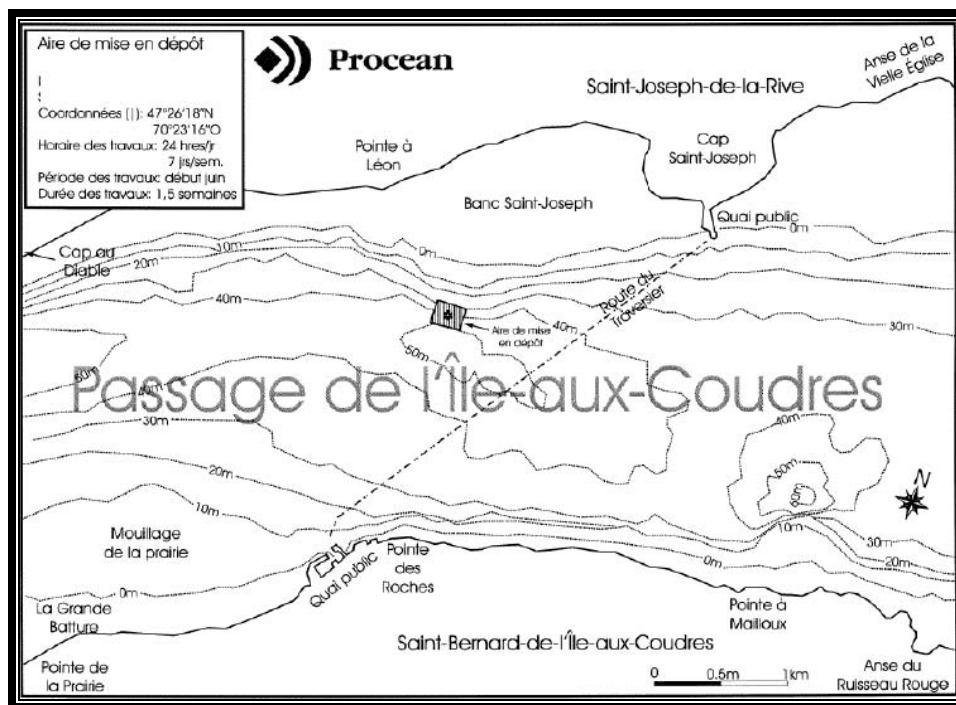 Aire de mise en dépôt
Coordonnées (|): 47°26'18"N
70°23'16"O
Horaire des travaux: 24 hres/jr
7 jrs/sem.
Période des travaux: début juin
Durée des travaux: 1,5 semaines
Procean
Anse de la
Vielle Église
Saint-Joseph-de-la-Rive
Pointe à
Léon
Cap
Saint-Joseph
Banc Saint-Joseph
Quai public
0m
Cap au
Diable
10m
20m
0m
40m
Route du
Traversier
Aire de mise
en dépôt
40m
30m
50m
50m
Passage de l'Île-aux-Coudres
40m
30m
40m
20m
50m
60m
N
10m
Mouillage
de la prairie
10m
30m
20m
0m
Quai public
Pointe
des
Roches
0m
La Grande
Batture
Pointe à
Mailloux
Saint-Bernard-de-l'Île-aux-Coudres
Pointe de
la Prairie
0 0.5m 1km
Anse du
Ruisseau Rouge